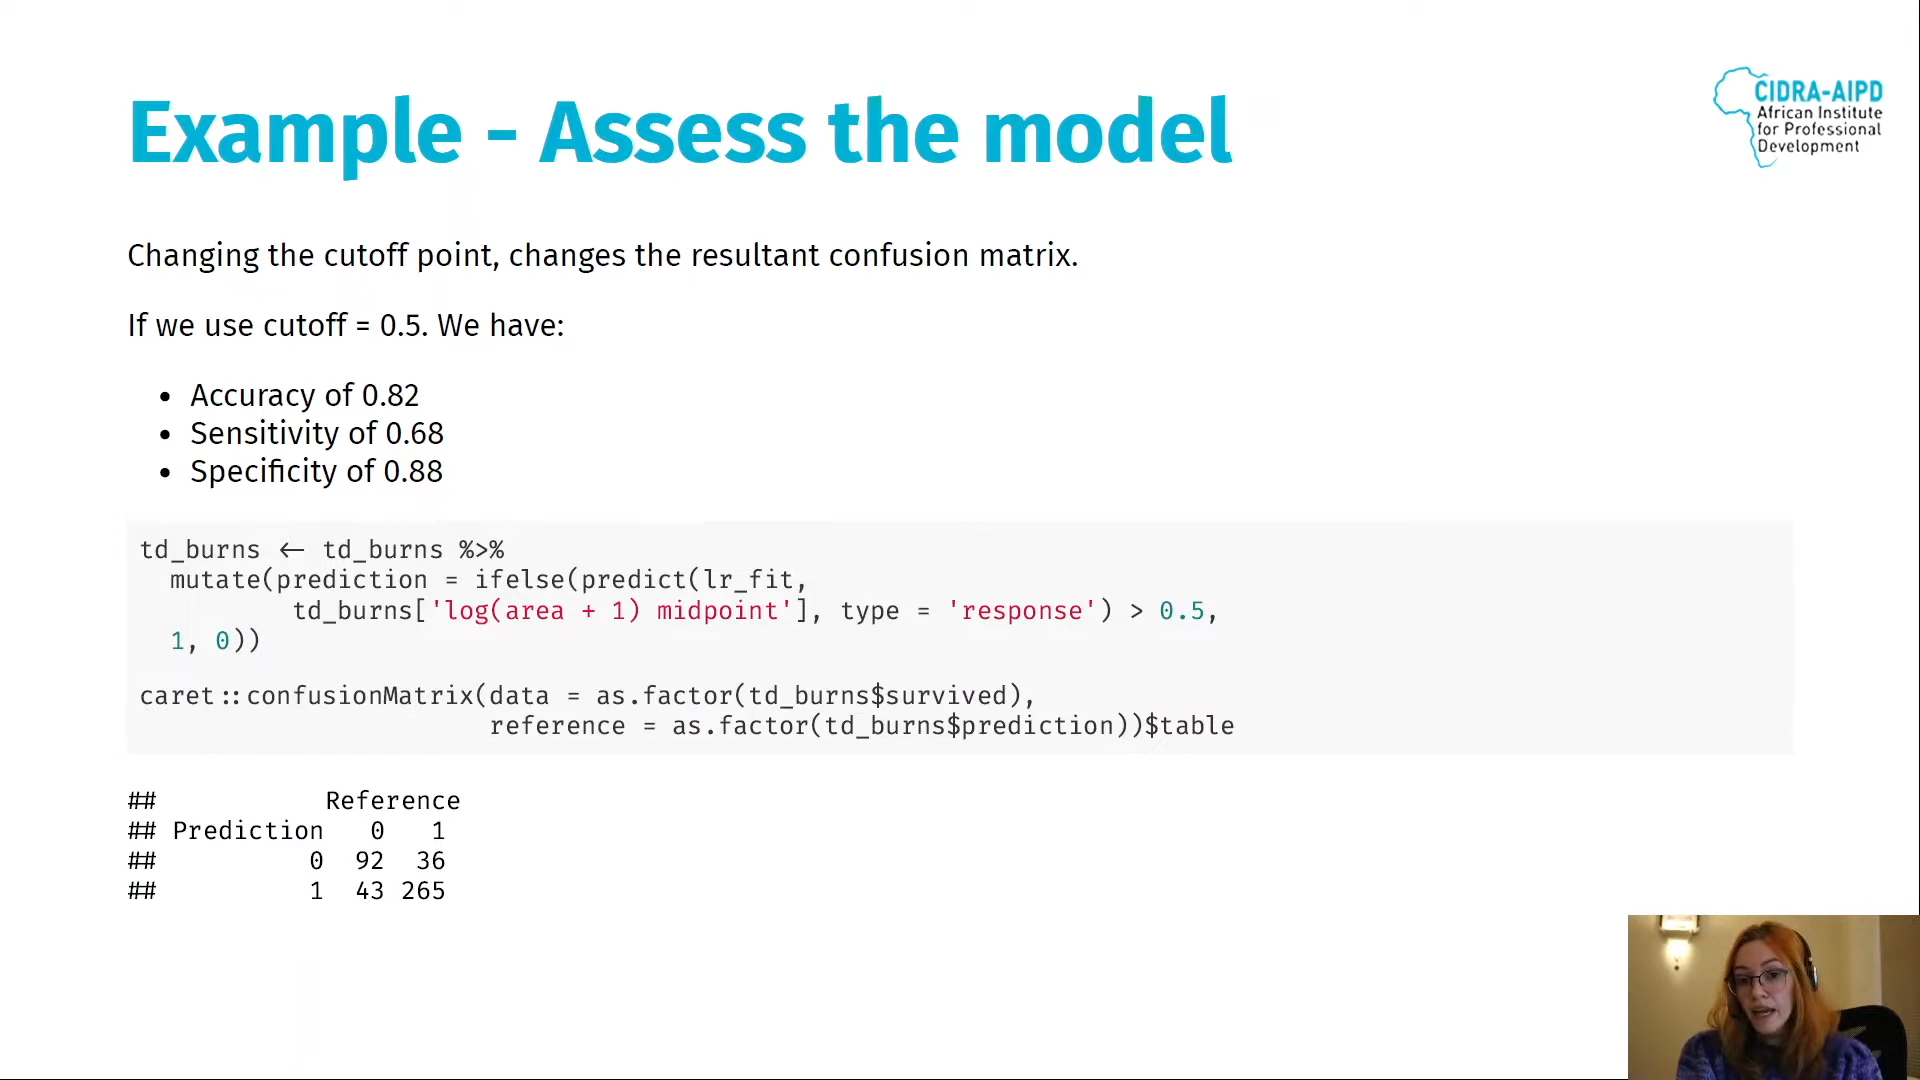 Example - Assess the model
CIDRA-AIPD
African Institute
for Professional
Development
Changing the cutoff point, changes the resultant confusion matrix.
If we use cutoff = 0.5. We have:
• Accuracy of 0.82
• Sensitivity of 0.68
• Specificity of 0.88
td_burns <- td_burns %>%
  mutate(prediction = ifelse(predict(lr_fit,
          td_burns['log(area + 1) midpoint'], type = 'response') > 0.5,
  1, 0))
caret::confusionMatrix(data = as.factor(td_burns$survived),
                       reference = as.factor(td_burns$prediction))$table
##           Reference
## Prediction   0   1
##          0  92  36
##          1  43 265